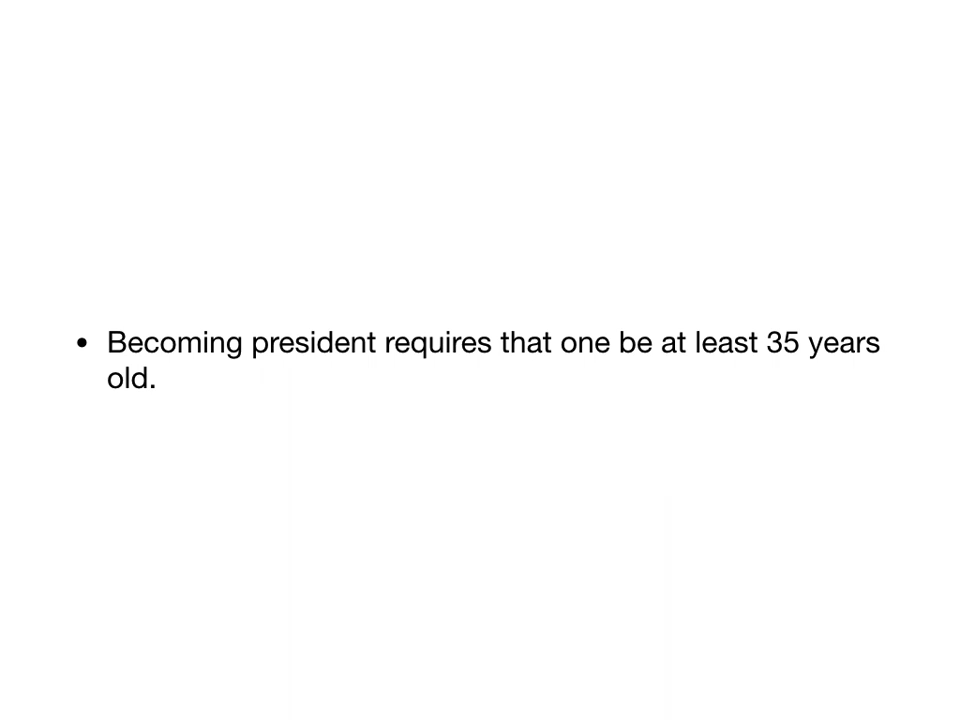 • Becoming president requires that one be at least 35 years
old.